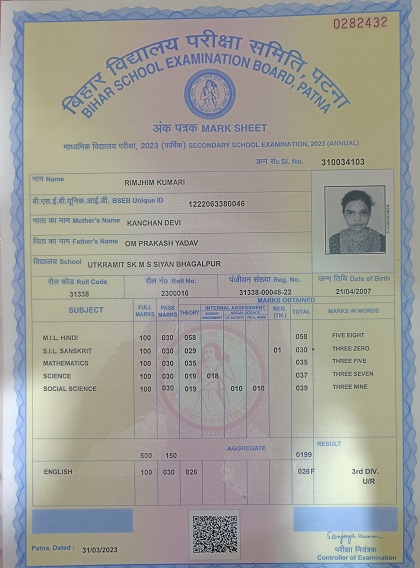 0282432
बिहार विद्यालय परीक्षा समिति, पटना
BIHAR SCHOOL EXAMINATION BOARD, PATNA
अंक पत्रक MARK SHEET
माध्यमिक विद्यालय परीक्षा, 2023 (वार्षिक) SECONDARY SCHOOL EXAMINATION, 2023 (ANNUAL)
क्रम सं० Sl. No. 310034103
नाम Name RIMJHIM KUMARI
बी.एस.ई.बी.यूनिक.आई.डी. BSEB Unique ID 1222063380046
माता का नाम Mother's Name KANCHAN DEVI
पिता का नाम Father's Name OM PRAKASH YADAV
विद्यालय School UTKRAMIT SK M S SIYAN BHAGALPUR
रौल कोड Roll Code रौल नं० Roll No. पंजीयन संख्या Reg. No. जन्म तिथि Date of Birth
31338 2300016 31338-00048-22 21/04/2007
MARKS OBTAINED
SUBJECT FULL MARKS PASS MARKS THEORY INTERNAL ASSESSMENT REG. (TH.) TOTAL MARKS IN WORDS
SCIENCE SOCIAL SCIENCE
M.I.L. HINDI 100 030 058 058 FIVE EIGHT
S.I.L. SANSKRIT 100 030 029 01 030 * THREE ZERO
MATHEMATICS 100 030 035 035 THREE FIVE
SCIENCE 100 030 019 018 037 THREE SEVEN
SOCIAL SCIENCE 100 030 019 010 010 039 THREE NINE
AGGREGATE RESULT
500 150 0199
ENGLISH 100 030 026 026F 3rd DIV.
U/R
Patna, Dated : 31/03/2023
Sanjay Kumar
परीक्षा नियंत्रक
Controller of Examination